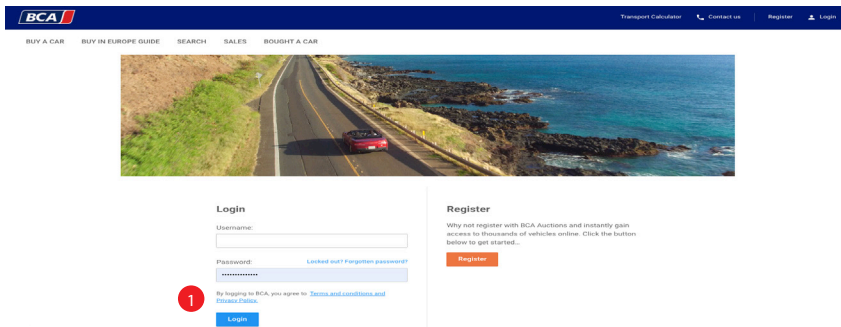 BCA
Transport Calculator Contact us Register Login
BUY A CAR BUY IN EUROPE GUIDE SEARCH SALES BOUGHT A CAR
Login
Username:
Password: Locked out? Forgotten password?
••••••••••••••
By logging to BCA, you agree to Terms and conditions and
Privacy Policy.
1
Login
Register
Why not register with BCA Auctions and instantly gain
access to thousands of vehicles online. Click the button
below to get started...
Register